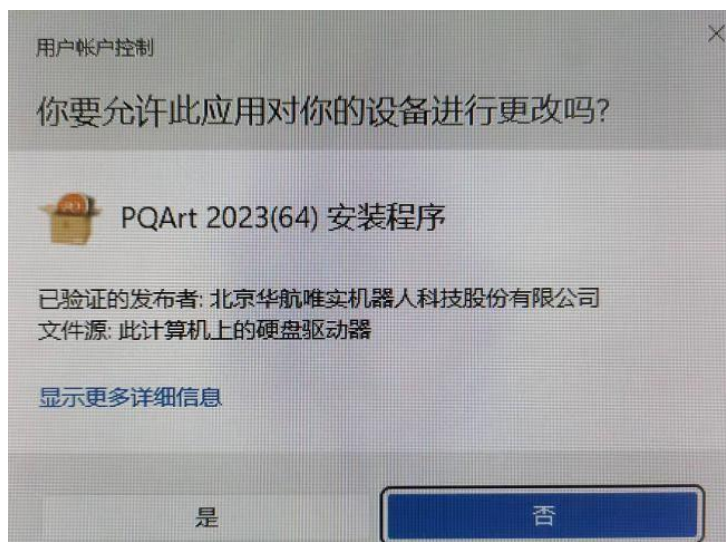 用户帐户控制
你要允许此应用对你的设备进行更改吗?
PQArt 2023(64) 安装程序
已验证的发布者: 北京华航唯实机器人科技股份有限公司
文件源: 此计算机上的硬盘驱动器
显示更多详细信息
是
否